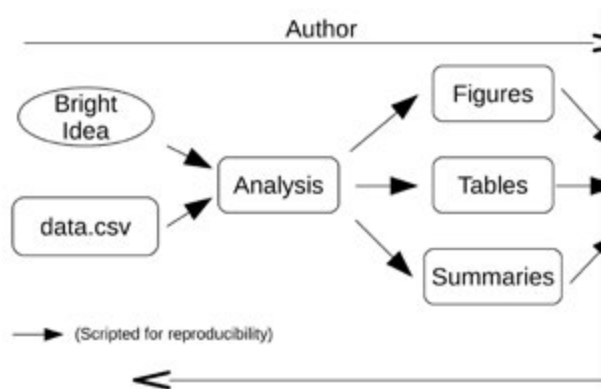 Author
Bright
Idea
Figures
Analysis
Tables
data.csv
Summaries
(Scripted for reproducibility)